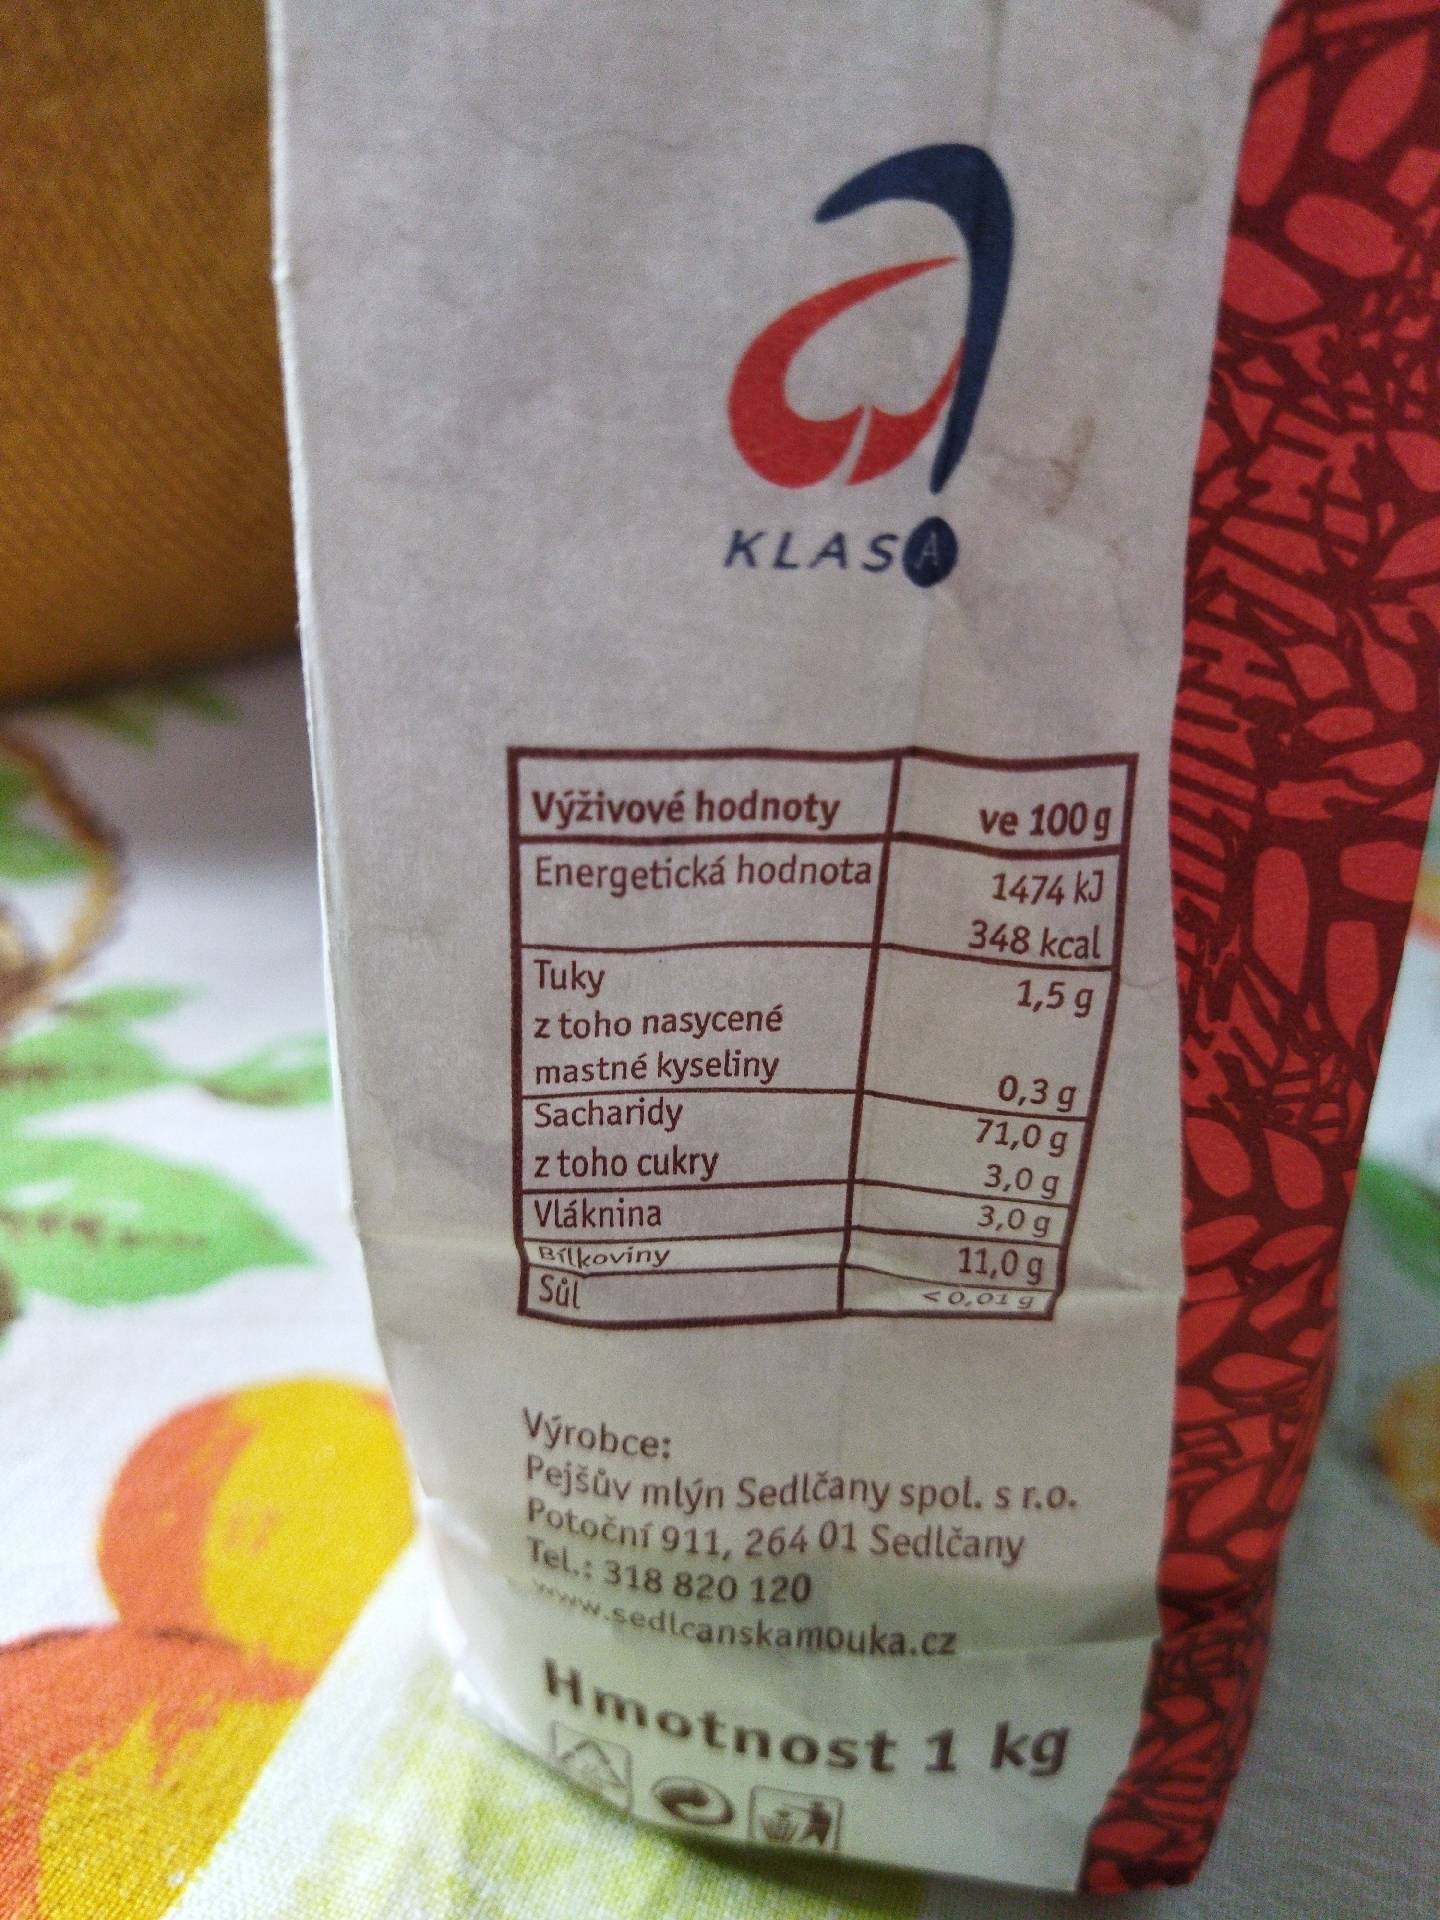 KLASA
Výživové hodnoty ve 100 g
Energetická hodnota 1474 kJ
348 kcal
Tuky 1,5 g
z toho nasycené
mastné kyseliny 0,3 g
Sacharidy 71,0 g
z toho cukry 3,0 g
Vláknina 3,0 g
Bílkoviny 11,0 g
Sůl <0,01 g
Výrobce:
Pejšův mlýn Sedlčany spol. s r.o.
Potoční 911, 264 01 Sedlčany
Tel.: 318 820 120
www.sedlcanskamouka.cz
Hmotnost 1 kg